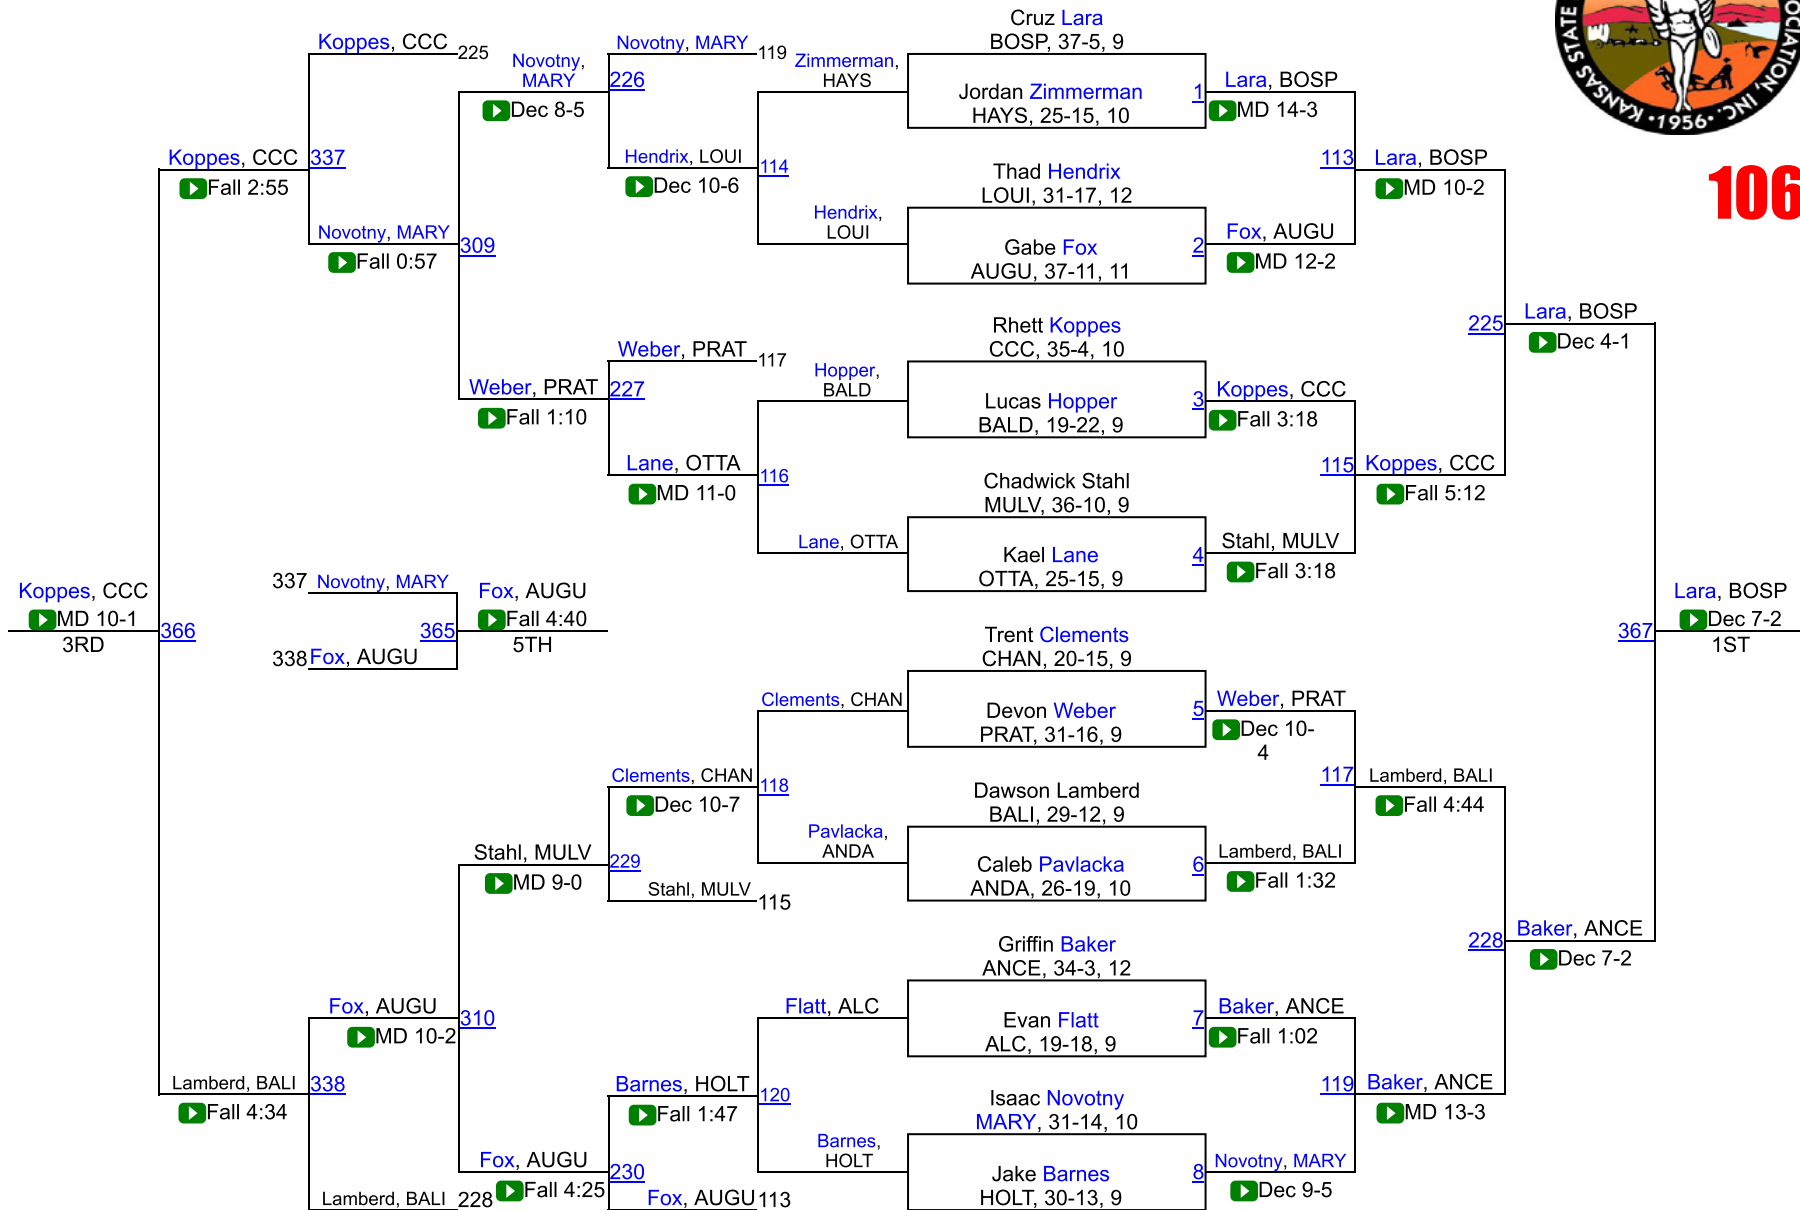 Cruz Lara
BOSP, 37-5, 9
Koppes, CCC
225
Novotny, MARY
119
Novotny,
MARY
226
Dec 8-5
Zimmerman,
HAYS
Jordan Zimmerman
HAYS, 25-15, 10
1
Lara, BOSP
MD 14-3
KANSAS STATE
OCIATION, INC.
•1956•
Koppes, CCC
337
Fall 2:55
Hendrix, LOUI
114
Dec 10-6
Thad Hendrix
LOUI, 31-17, 12
113
Lara, BOSP
MD 10-2
106
Novotny, MARY
309
Fall 0:57
Hendrix,
LOUI
Gabe Fox
AUGU, 37-11, 11
2
Fox, AUGU
MD 12-2
Rhett Koppes
CCC, 35-4, 10
225
Lara, BOSP
Dec 4-1
Weber, PRAT
117
Weber, PRAT
227
Fall 1:10
Hopper,
BALD
Lucas Hopper
BALD, 19-22, 9
3
Koppes, CCC
Fall 3:18
Lane, OTTA
116
MD 11-0
Chadwick Stahl
MULV, 36-10, 9
115
Koppes, CCC
Fall 5:12
Lane, OTTA
Kael Lane
OTTA, 25-15, 9
4
Stahl, MULV
Fall 3:18
Koppes, CCC
MD 10-1
3RD
366
337
Novotny, MARY
338
Fox, AUGU
365
Fox, AUGU
Fall 4:40
5TH
Trent Clements
CHAN, 20-15, 9
367
Lara, BOSP
Dec 7-2
1ST
Clements, CHAN
Devon Weber
PRAT, 31-16, 9
5
Weber, PRAT
Dec 10-
4
Clements, CHAN
118
Dec 10-7
Dawson Lamberd
BALI, 29-12, 9
117
Lamberd, BALI
Fall 4:44
Stahl, MULV
229
MD 9-0
Stahl, MULV
115
Pavlacka,
ANDA
Caleb Pavlacka
ANDA, 26-19, 10
6
Lamberd, BALI
Fall 1:32
Griffin Baker
ANCE, 34-3, 12
228
Baker, ANCE
Dec 7-2
Fox, AUGU
310
MD 10-2
Flatt, ALC
Evan Flatt
ALC, 19-18, 9
7
Baker, ANCE
Fall 1:02
Lamberd, BALI
338
Fall 4:34
Barnes, HOLT
120
Fall 1:47
Isaac Novotny
MARY, 31-14, 10
119
Baker, ANCE
MD 13-3
Fox, AUGU
230
Fall 4:25
Lamberd, BALI
228
Fox, AUGU
113
Barnes,
HOLT
Jake Barnes
HOLT, 30-13, 9
8
Novotny, MARY
Dec 9-5